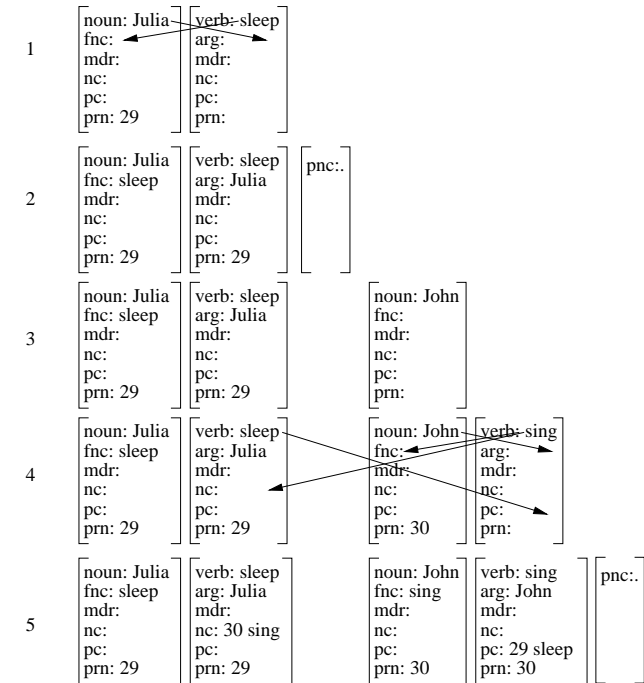 1
noun: Julia verb: sleep
fnc: arg:
mdr: mdr:
nc: nc:
pc: pc:
prn: 29 prn:
2
noun: Julia verb: sleep pnc:.
fnc: sleep arg: Julia
mdr: mdr:
nc: nc:
pc: pc:
prn: 29 prn: 29
3
noun: Julia verb: sleep noun: John
fnc: sleep arg: Julia fnc:
mdr: mdr: mdr:
nc: nc: nc:
pc: pc: pc:
prn: 29 prn: 29 prn:
4
noun: Julia verb: sleep noun: John verb: sing
fnc: sleep arg: Julia fnc: arg:
mdr: mdr: mdr: mdr:
nc: nc: nc: nc:
pc: pc: pc: pc:
prn: 29 prn: 29 prn: 30 prn:
5
noun: Julia verb: sleep noun: John verb: sing pnc:.
fnc: sleep arg: Julia fnc: sing arg: John
mdr: mdr: mdr: mdr:
nc: nc: 30 sing nc: nc:
pc: pc: pc: pc: 29 sleep
prn: 29 prn: 29 prn: 30 prn: 30